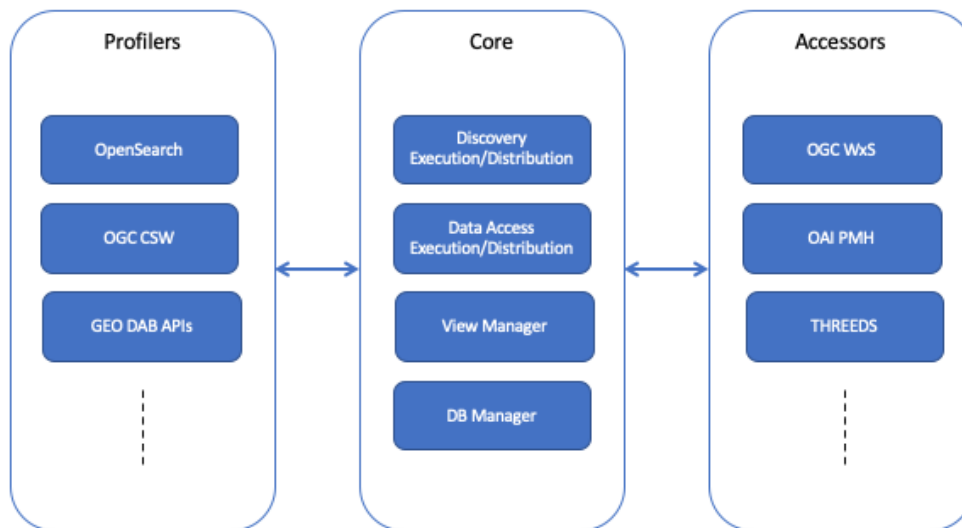 Profilers
OpenSearch
OGC CSW
GEO DAB APIs
Core
Discovery
Execution/Distribution
Data Access
Execution/Distribution
View Manager
DB Manager
Accessors
OGC WxS
OAI PMH
THREEDS